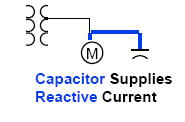 M
Capacitor Supplies
Reactive Current